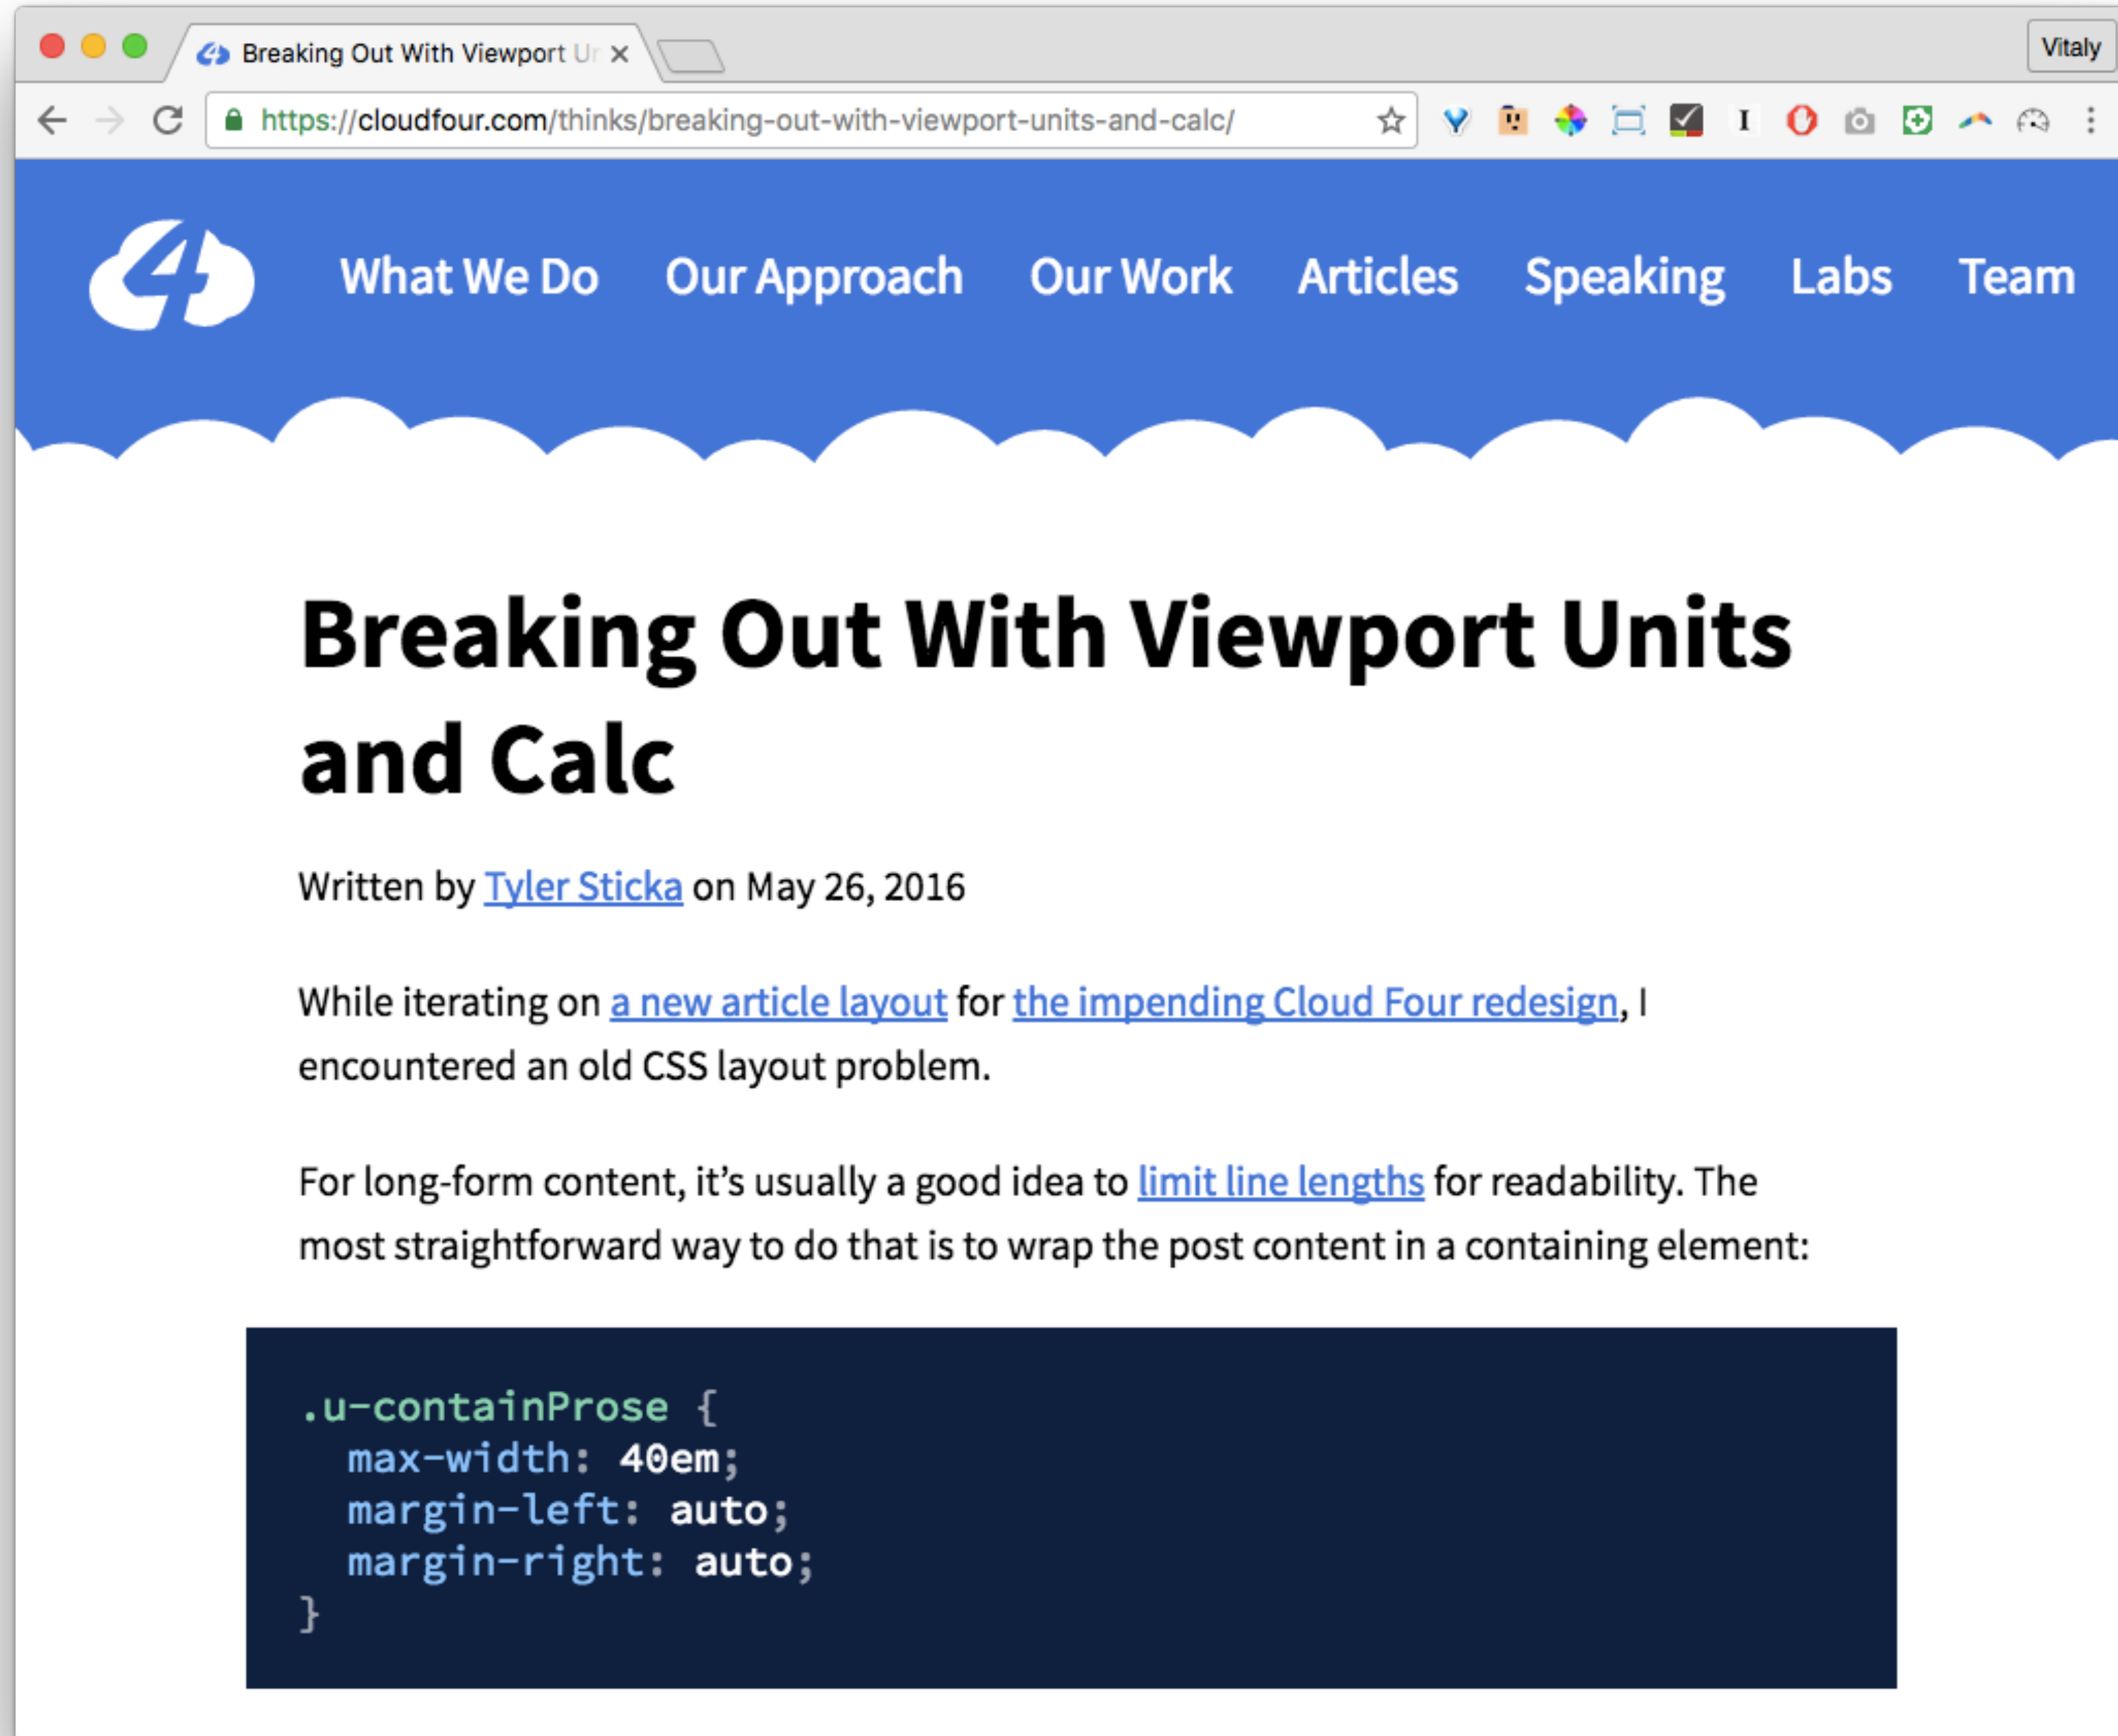 Breaking Out With Viewport Un
Vitaly
https://cloudfour.com/thinks/breaking-out-with-viewport-units-and-calc/
4 What We Do Our Approach Our Work Articles Speaking Labs Team
Breaking Out With Viewport Units
and Calc
Written by Tyler Sticka on May 26, 2016
While iterating on a new article layout for the impending Cloud Four redesign, I
encountered an old CSS layout problem.
For long-form content, it’s usually a good idea to limit line lengths for readability. The
most straightforward way to do that is to wrap the post content in a containing element:
.u-containProse {
  max-width: 40em;
  margin-left: auto;
  margin-right: auto;
}